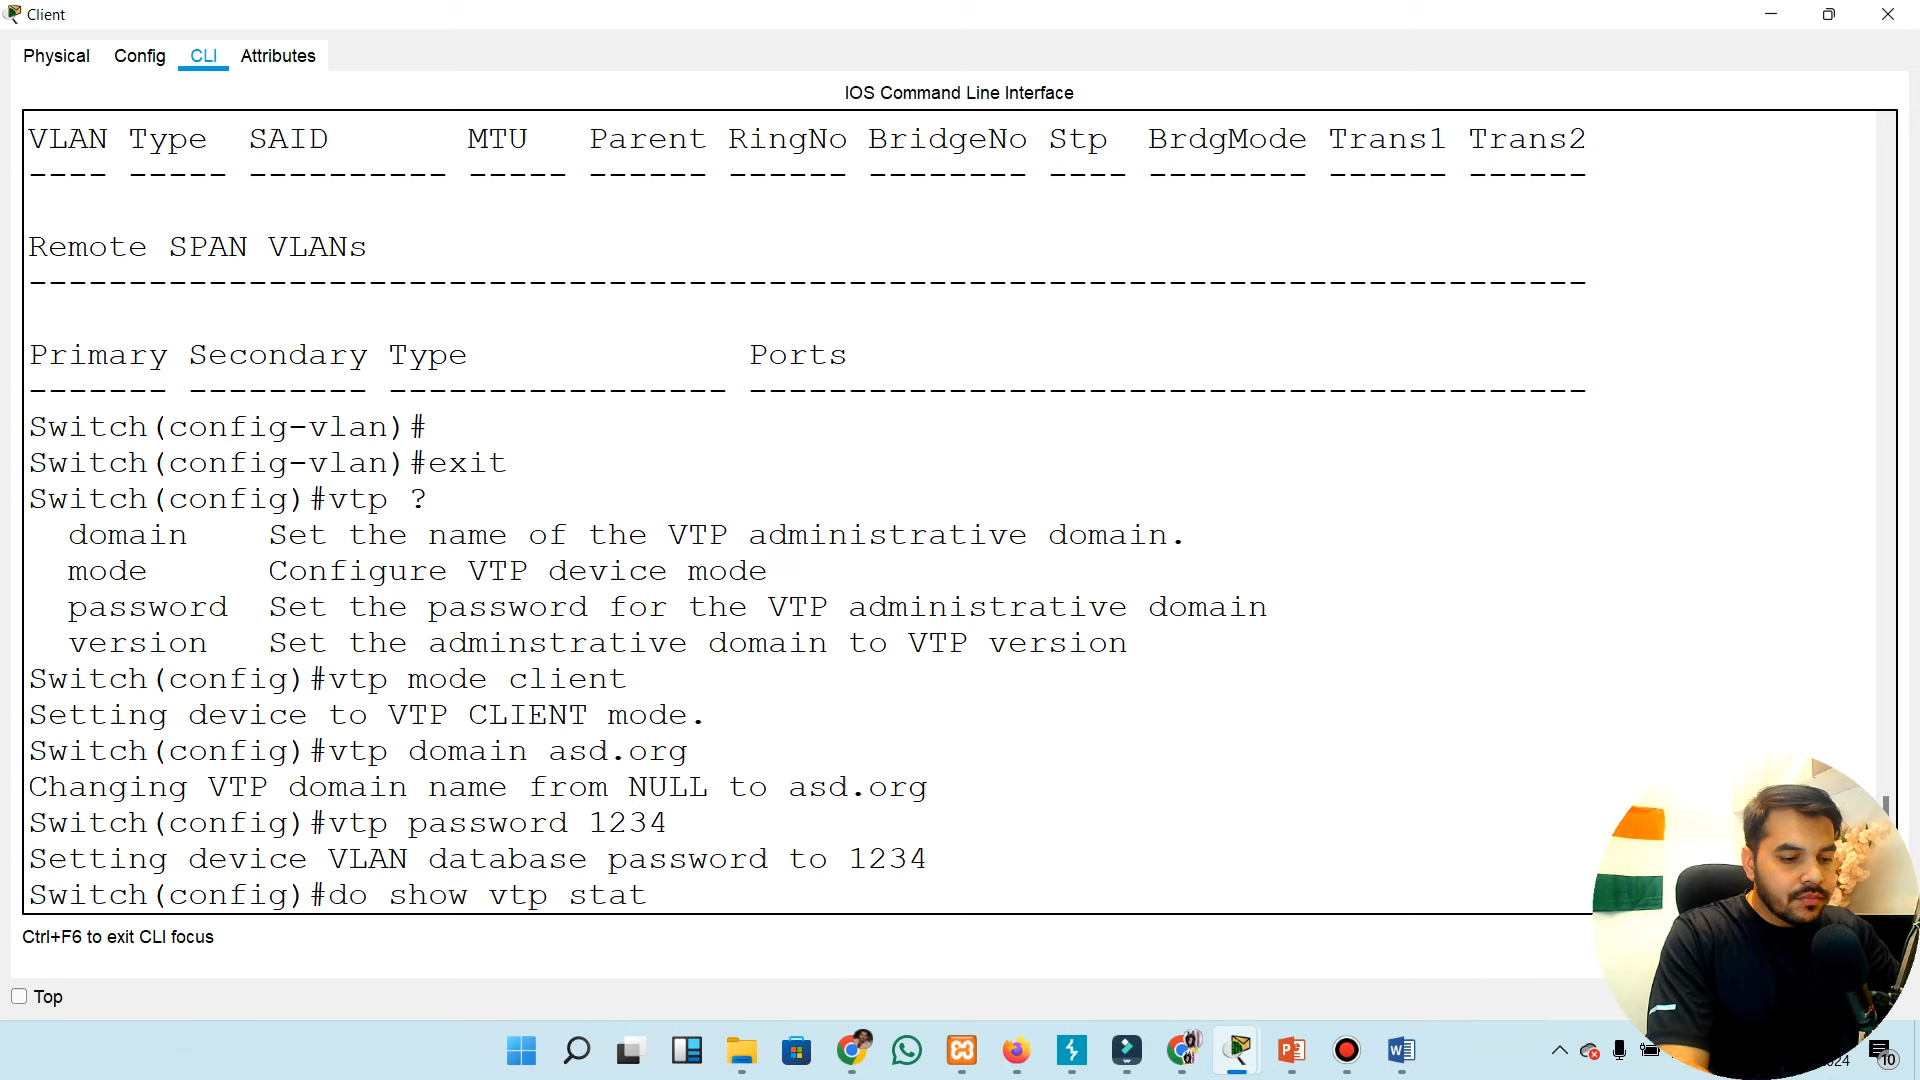 Client
Physical Config CLI Attributes
IOS Command Line Interface
VLAN Type SAID MTU Parent RingNo BridgeNo Stp BrdgMode Trans1 Trans2
---- ----- ---------- ----- ------ ------ -------- ---- -------- ------ ------
Remote SPAN VLANs
------------------------------------------------------------------------------
Primary Secondary Type Ports
------- --------- ----------------- ------------------------------------------
Switch(config-vlan)#
Switch(config-vlan)#exit
Switch(config)#vtp ?
domain Set the name of the VTP administrative domain.
mode Configure VTP device mode
password Set the password for the VTP administrative domain
version Set the adminstrative domain to VTP version
Switch(config)#vtp mode client
Setting device to VTP CLIENT mode.
Switch(config)#vtp domain asd.org
Changing VTP domain name from NULL to asd.org
Switch(config)#vtp password 1234
Setting device VLAN database password to 1234
Switch(config)#do show vtp stat
Ctrl+F6 to exit CLI focus
Top
10